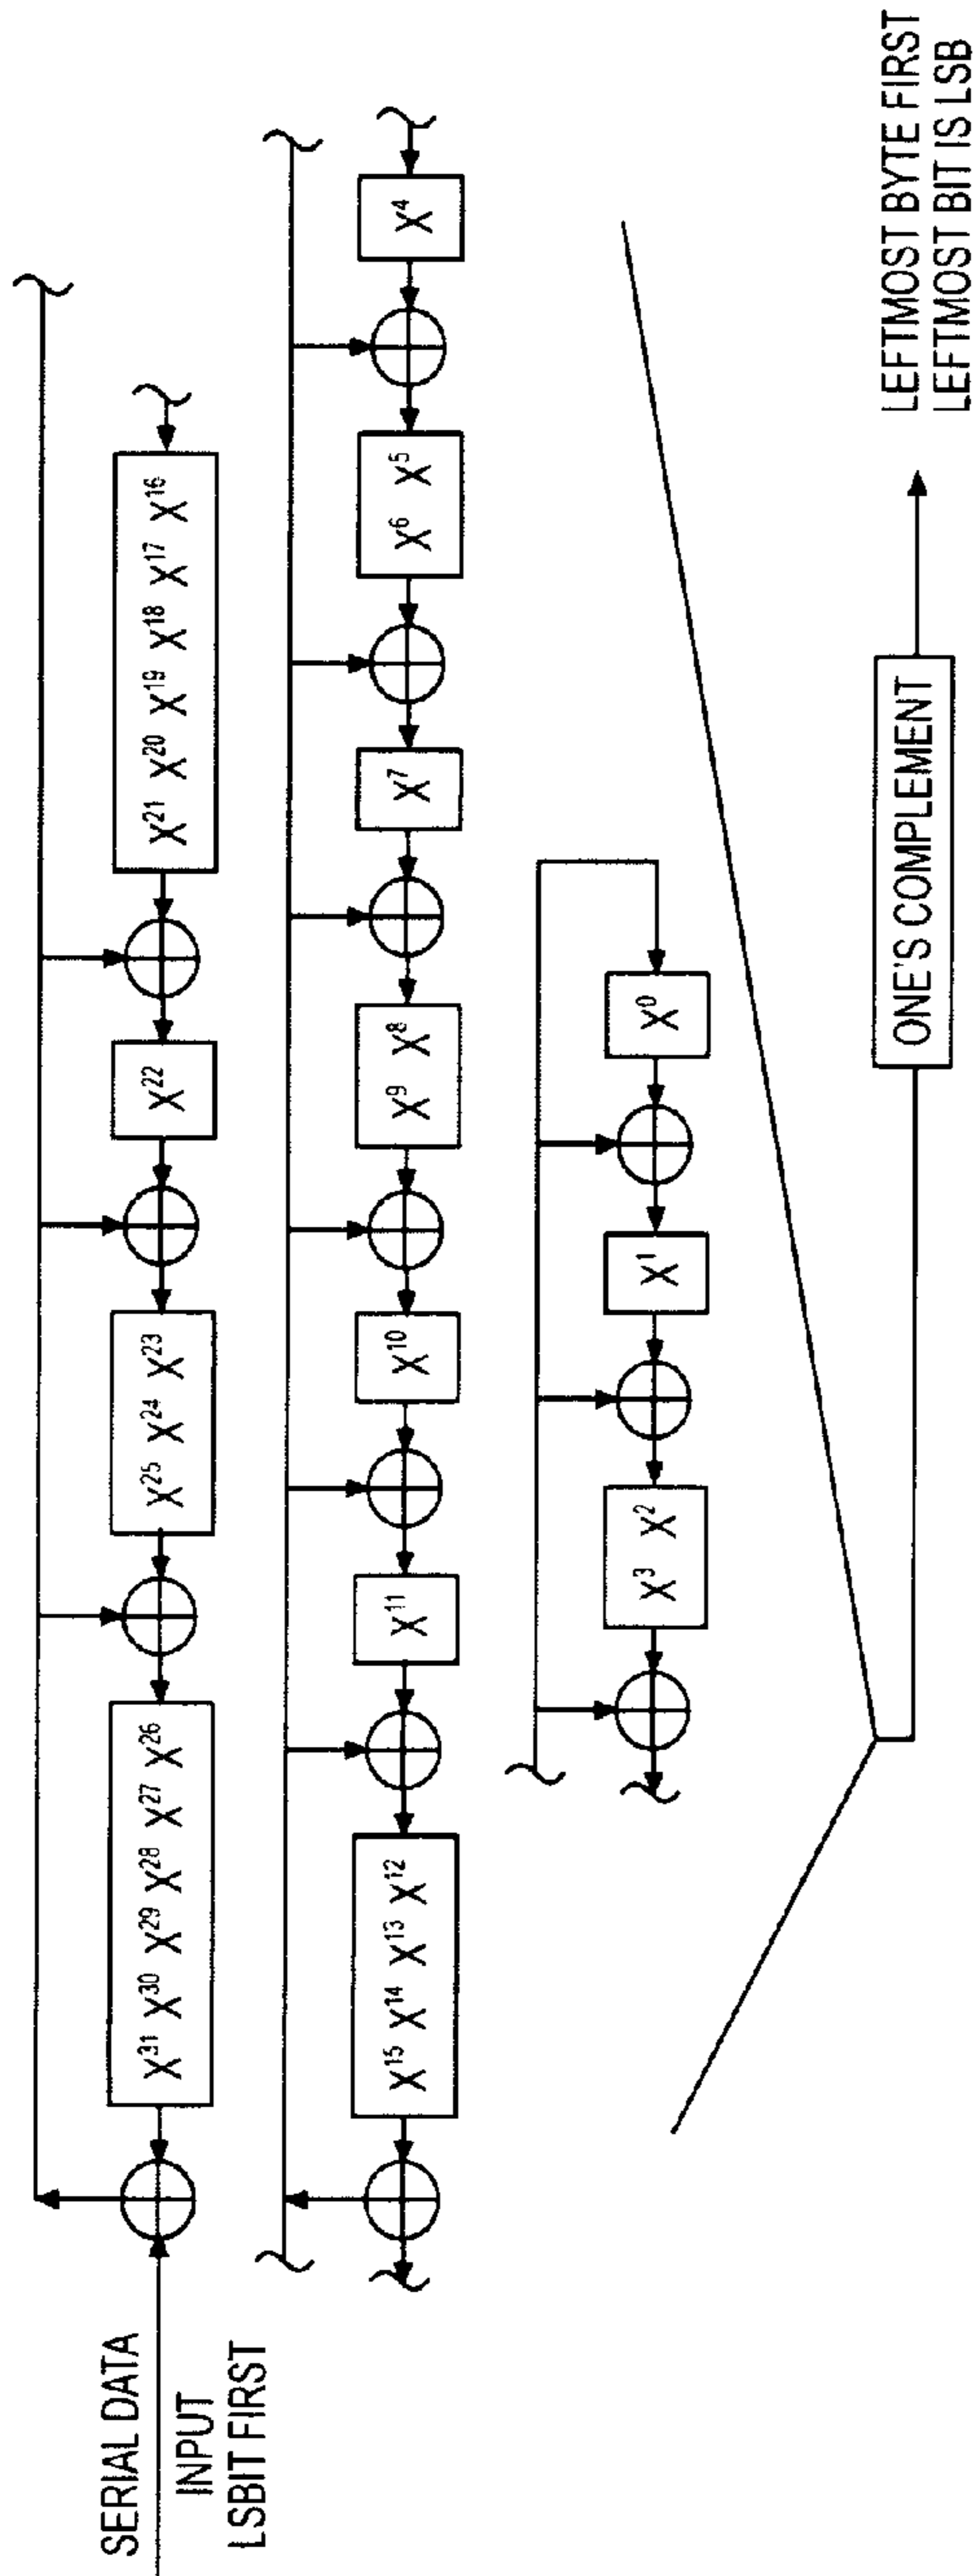 SERIAL DATA
INPUT
LSBIT FIRST
X³¹ X³⁰ X²⁹ X²⁸ X²⁷ X²⁶
X²⁵ X²⁴ X²³
X²²
X²¹ X²⁰ X¹⁹ X¹⁸ X¹⁷ X¹⁶
X¹⁵ X¹⁴ X¹³ X¹²
X¹¹
X¹⁰
X⁹ X⁸
X⁷
X⁶ X⁵
X⁴
X³ X²
X¹
X⁰
ONE'S COMPLEMENT
LEFTMOST BYTE FIRST
LEFTMOST BIT IS LSB